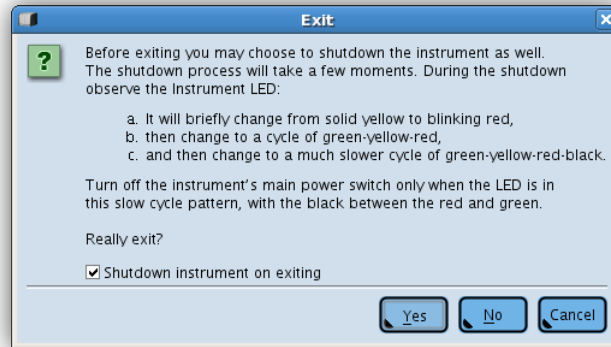 Exit
Before exiting you may choose to shutdown the instrument as well.
The shutdown process will take a few moments. During the shutdown
observe the Instrument LED:
a. It will briefly change from solid yellow to blinking red,
b. then change to a cycle of green-yellow-red,
c. and then change to a much slower cycle of green-yellow-red-black.
Turn off the instrument's main power switch only when the LED is in
this slow cycle pattern, with the black between the red and green.
Really exit?
Shutdown instrument on exiting
Yes No Cancel